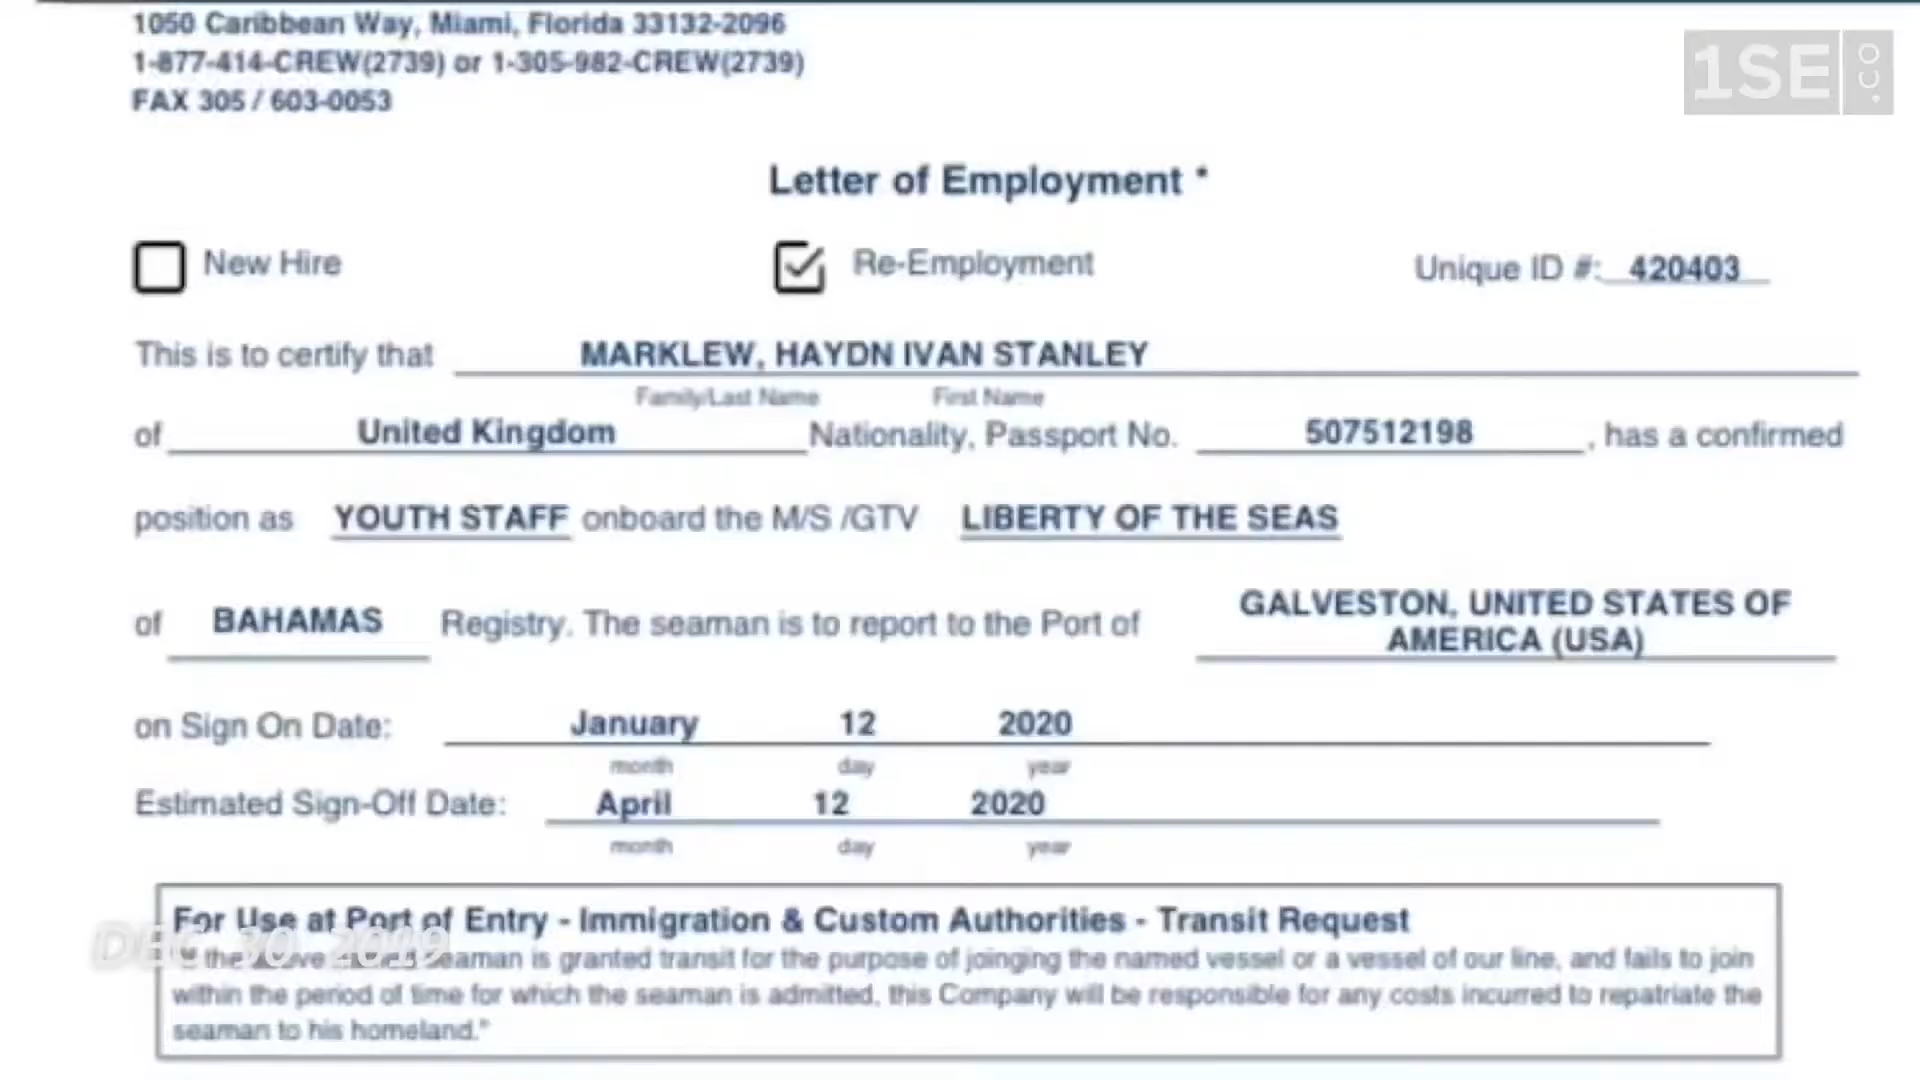 1050 Caribbean Way, Miami, Florida 33132-2096
1-877-414-CREW(2739) or 1-305-982-CREW(2739)
FAX 305 / 603-0053
1SE.CO
Letter of Employment *
New Hire
Re-Employment
Unique ID #: 420403
This is to certify that MARKLEW, HAYDN IVAN STANLEY
Family/Last Name First Name
of United Kingdom Nationality, Passport No. 507512198 , has a confirmed
position as YOUTH STAFF onboard the M/S /GTV LIBERTY OF THE SEAS
of BAHAMAS Registry. The seaman is to report to the Port of GALVESTON, UNITED STATES OF
AMERICA (USA)
on Sign On Date: January 12 2020
month day year
Estimated Sign-Off Date: April 12 2020
month day year
For Use at Port of Entry - Immigration & Custom Authorities - Transit Request
DEC 30 2019
the seaman is granted transit for the purpose of joinging the named vessel or a vessel of our line, and fails to join
within the period of time for which the seaman is admitted, this Company will be responsible for any costs incurred to repatriate the
seaman to his homeland."